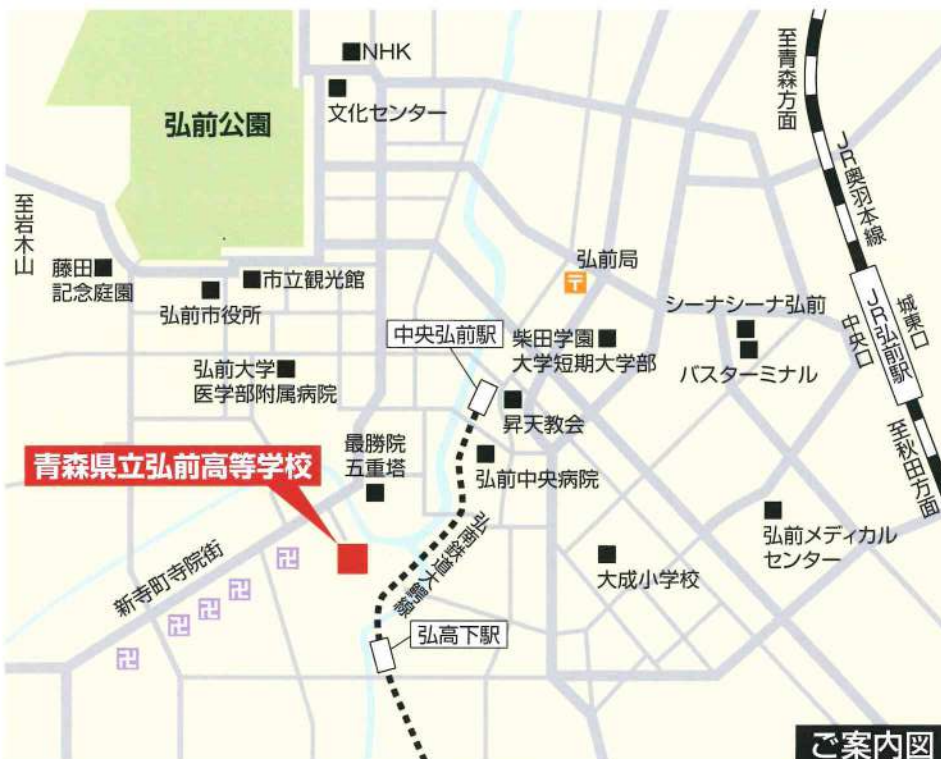 NHK
文化センター
弘前公園
至青森方面
JR奥羽本線
至岩木山
藤田
記念庭園
市立観光館
弘前市役所
弘前局
〒
シーナシーナ弘前
バスターミナル
中央口
JR弘前駅
城東口
中央弘前駅
柴田学園
大学短期大学部
弘前大学
医学部附属病院
昇天教会
至秋田方面
最勝院
五重塔
弘前中央病院
青森県立弘前高等学校
弘前メディカル
センター
弘南鉄道大鰐線
大成小学校
新寺町寺院街
卍
卍
卍
卍
卍
弘高下駅
ご案内図